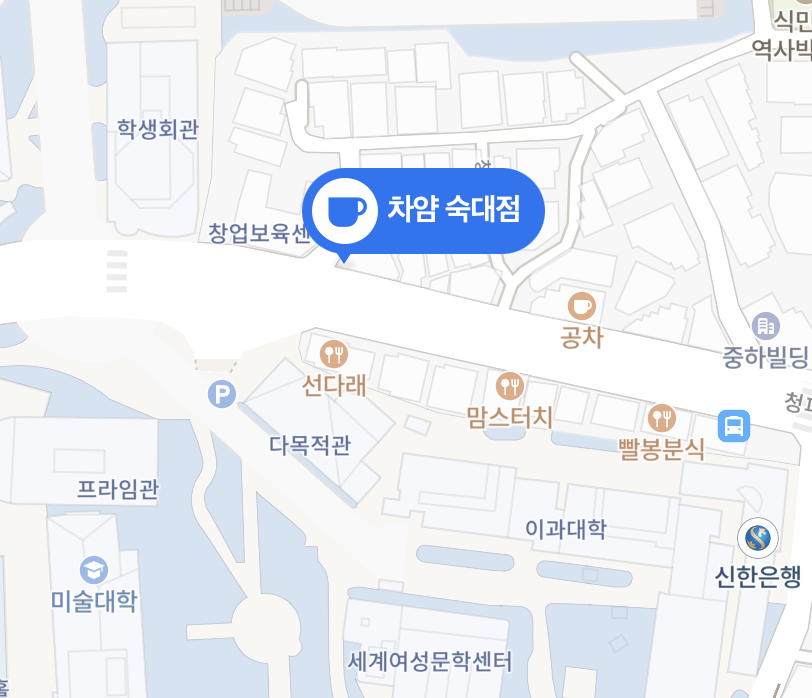 식민
역사박
학생회관
차얌 숙대점
창업보육센
공차
중하빌딩
선다래
맘스터치
빨봉분식
P
다목적관
프라임관
이과대학
신한은행
미술대학
세계여성문학센터
홀